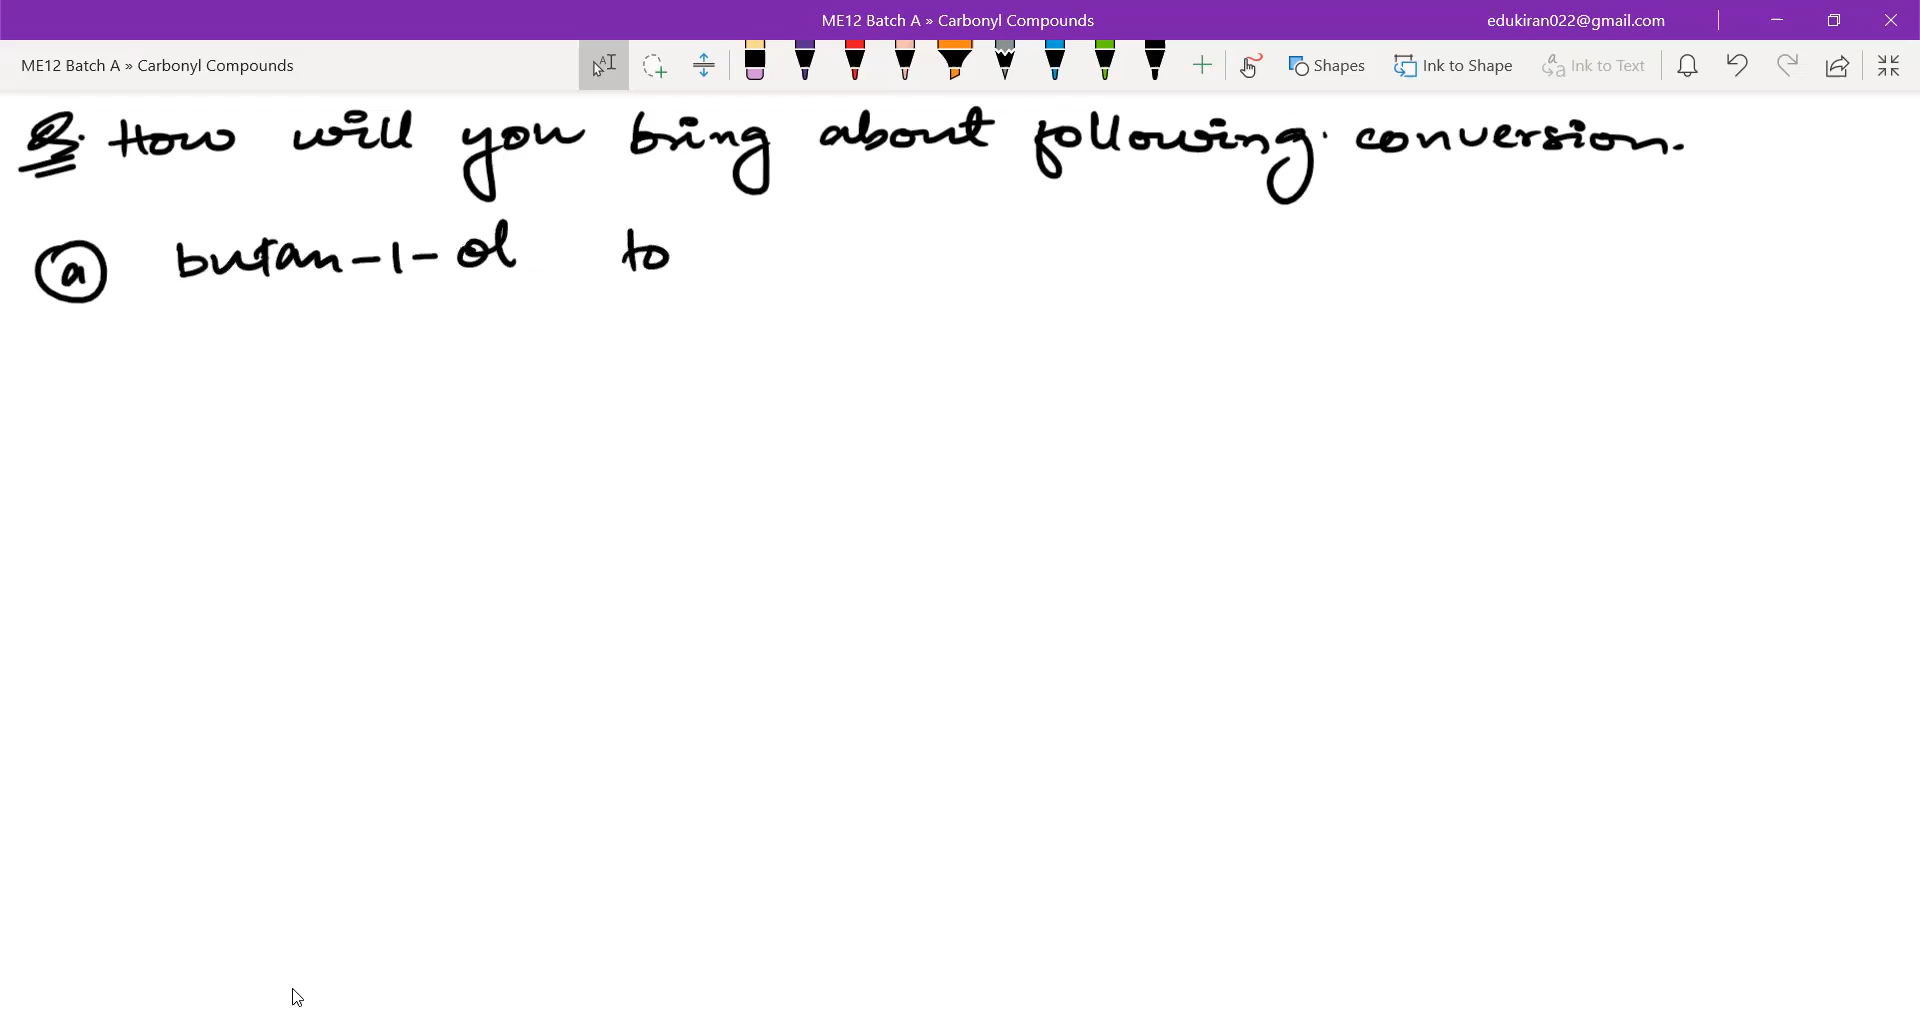 ME12 Batch A » Carbonyl Compounds
edukiran022@gmail.com
ME12 Batch A » Carbonyl Compounds
Shapes
Ink to Shape
Ink to Text
Q. How will you bring about following conversion.
a butan-1-ol to